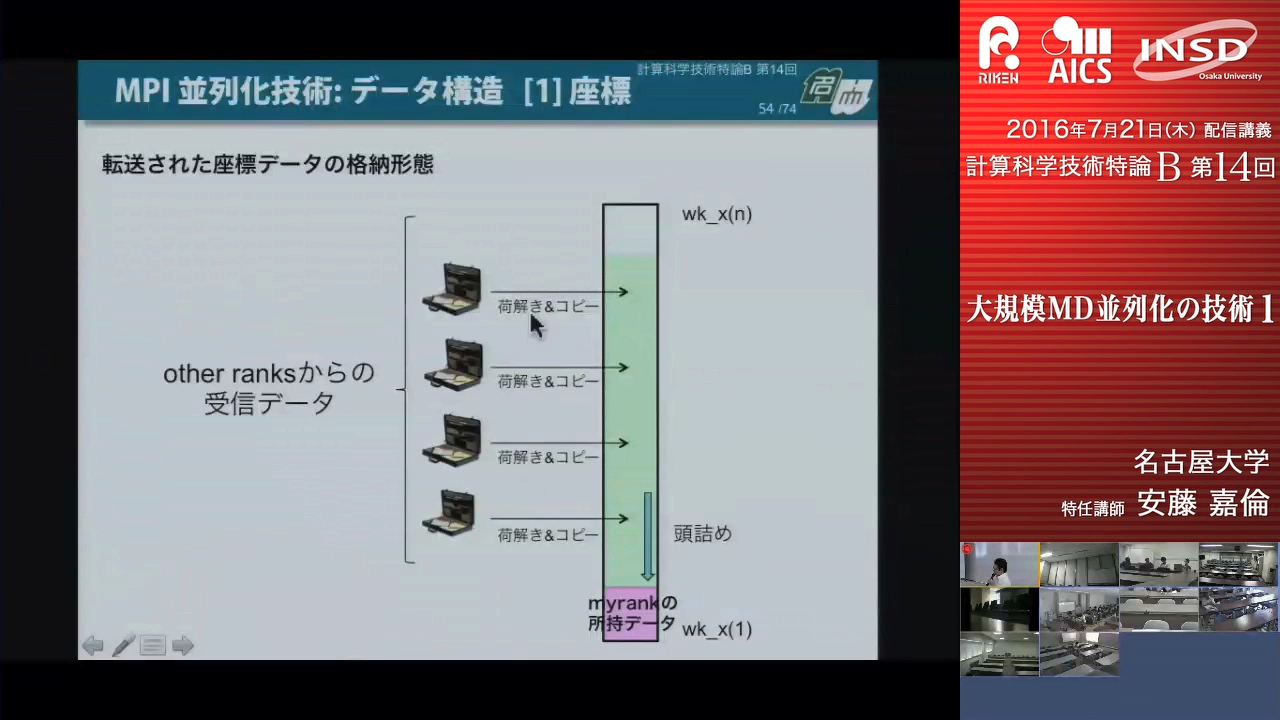 MPI 並列化技術: データ構造 [1] 座標
計算科学技術特論B 第14回
54 /74
転送された座標データの格納形態
wk_x(n)
荷解き&コピー
荷解き&コピー
荷解き&コピー
荷解き&コピー
other ranksからの
受信データ
頭詰め
myrankの
所持データ
wk_x(1)
RIKEN
AICS
INSD
Osaka University
2016年7月21日(木) 配信講義
計算科学技術特論 B 第14回
大規模MD並列化の技術1
名古屋大学
特任講師 安藤 嘉倫